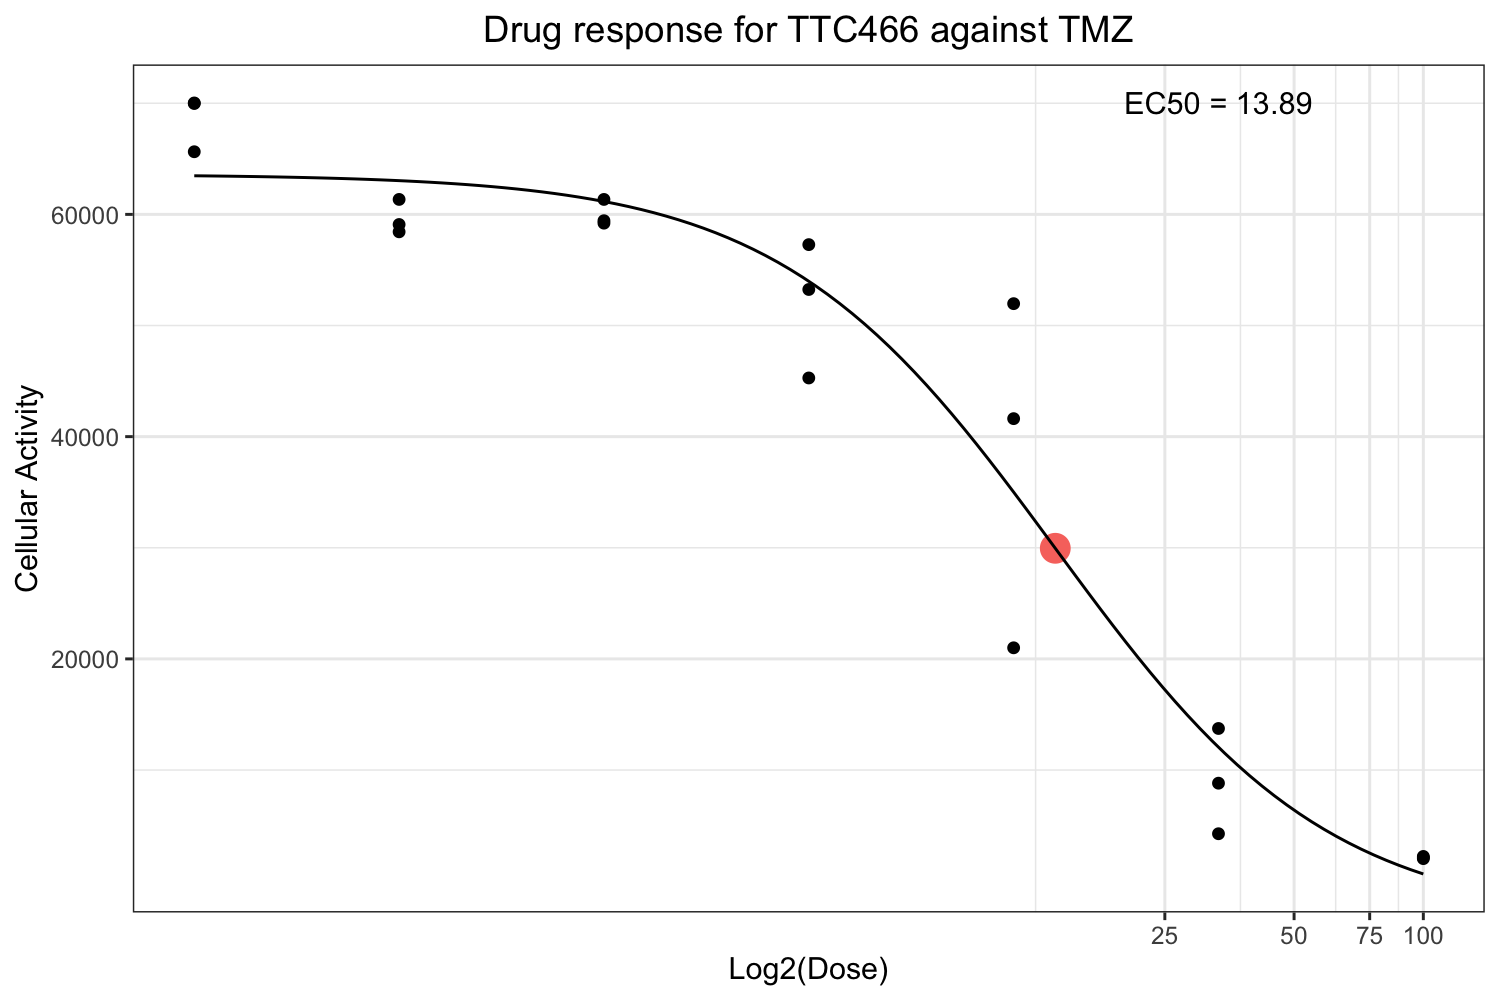 Drug response for TTC466 against TMZ
EC50 = 13.89
60000
40000
20000
Cellular Activity
25 50 75 100
Log2(Dose)